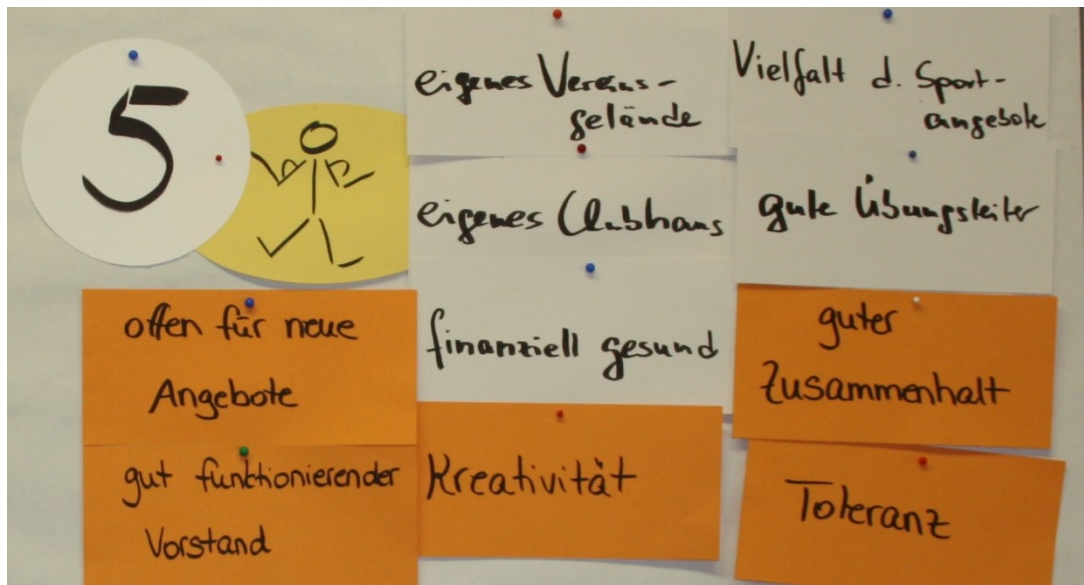 5
offen für neue
Angebote
gut funktionierender
Vorstand
eigenes Vereins-
gelände
eigenes Clubhaus
finanziell gesund
Kreativität
Vielfalt d. Sport-
angebote
gute Übungsleiter
guter
Zusammenhalt
Toleranz